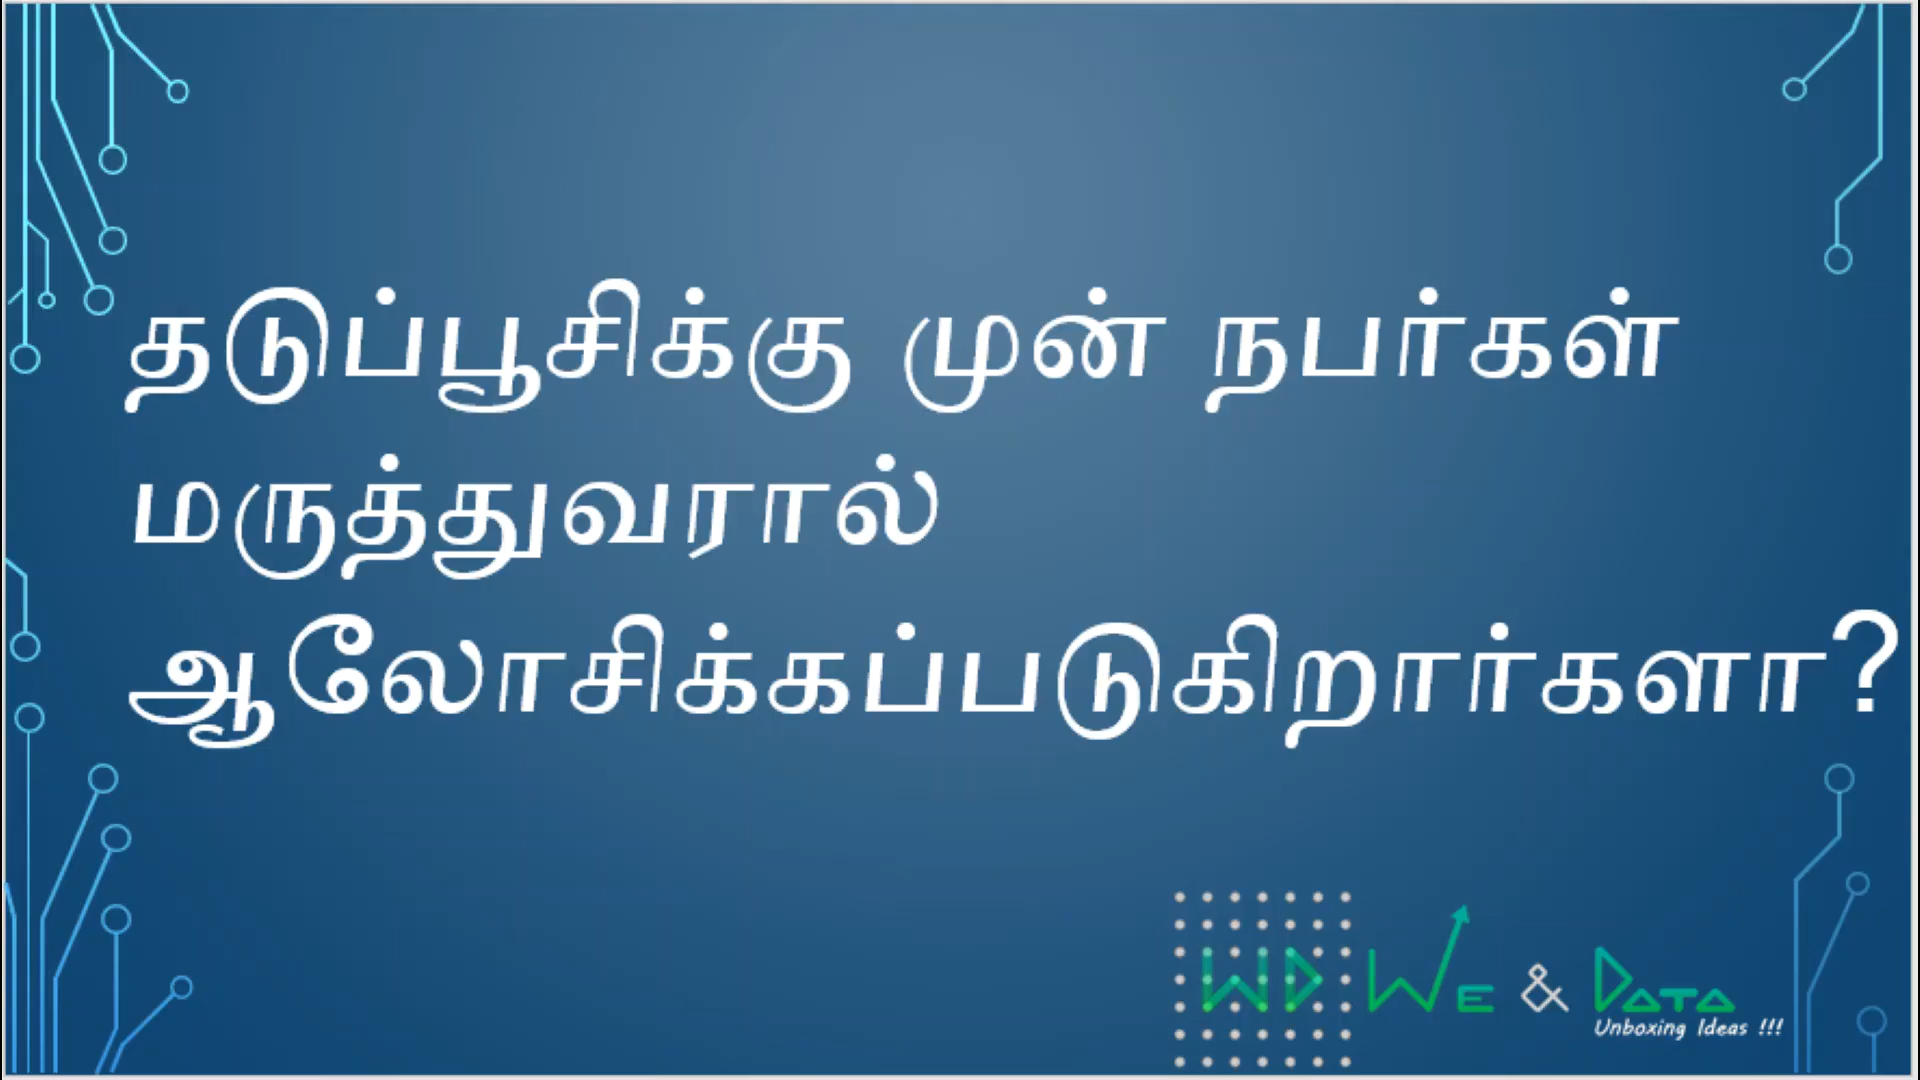 தடுப்பூசிக்கு முன் நபர்கள்
மருத்துவரால்
ஆலோசிக்கப்படுகிறார்களா?
WD WE & DATA
Unboxing Ideas !!!